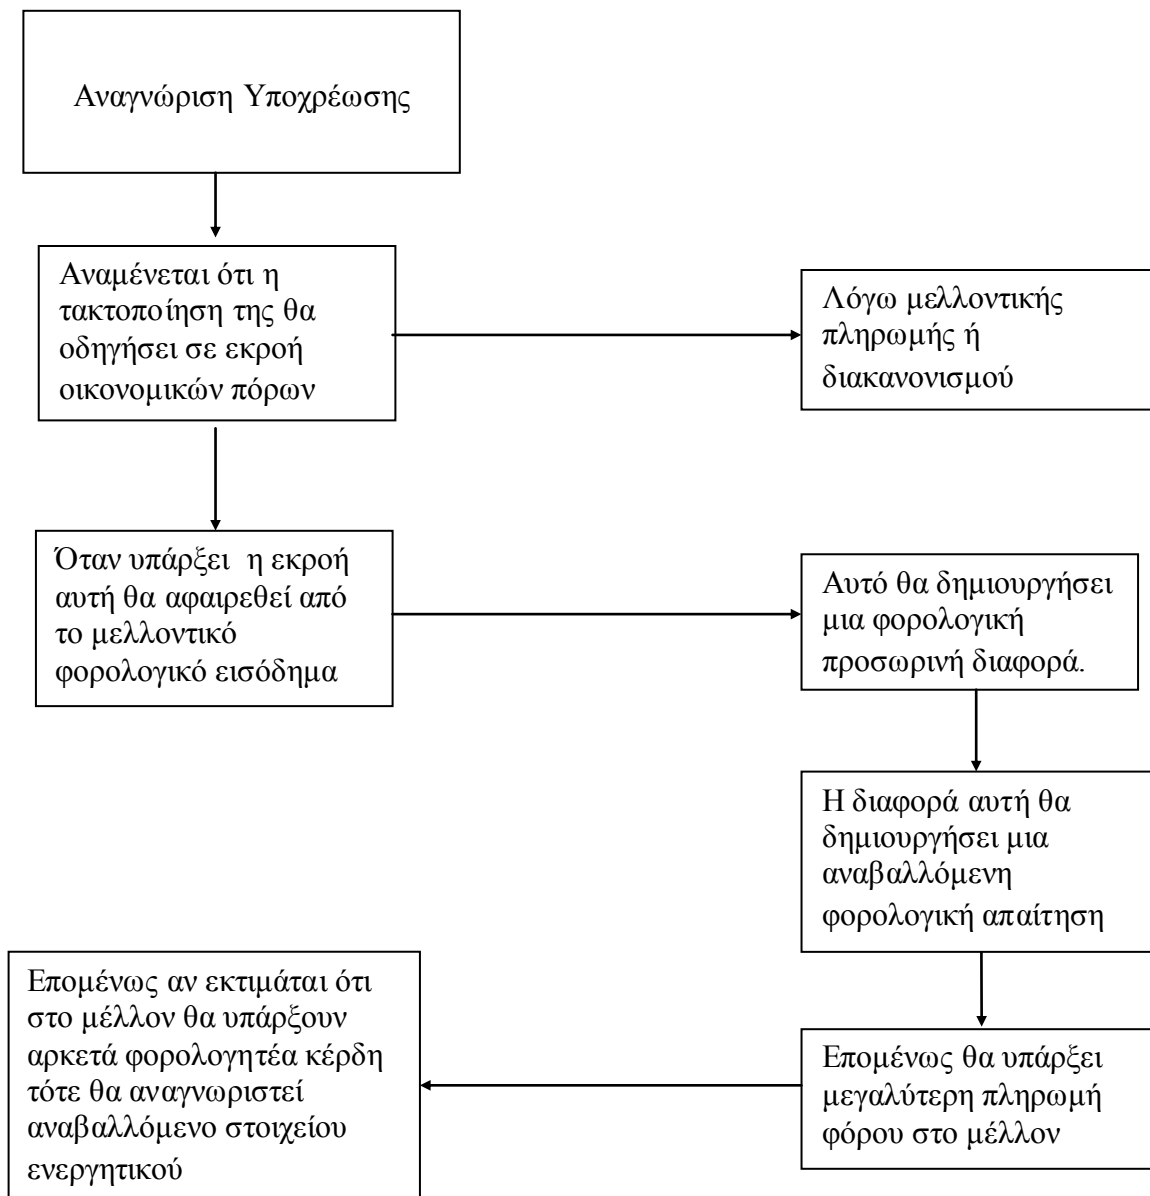 Αναγνώριση Υποχρέωσης
Αναμένεται ότι η
τακτοποίηση της θα
οδηγήσει σε εκροή
οικονομικών πόρων
Λόγω μελλοντικής
πληρωμής ή
διακανονισμού
Όταν υπάρξει η εκροή
αυτή θα αφαιρεθεί από
το μελλοντικό
φορολογικό εισόδημα
Αυτό θα δημιουργήσει
μια φορολογική
προσωρινή διαφορά.
Η διαφορά αυτή θα
δημιουργήσει μια
αναβαλλόμενη
φορολογική απαίτηση
Επομένως θα υπάρξει
μεγαλύτερη πληρωμή
φόρου στο μέλλον
Επομένως αν εκτιμάται ότι
στο μέλλον θα υπάρξουν
αρκετά φορολογητέα κέρδη
τότε θα αναγνωριστεί
αναβαλλόμενο στοιχείου
ενεργητικού